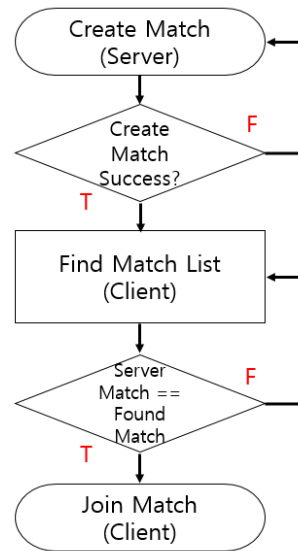 Create Match
(Server)
Create
Match
Success?
F
T
Find Match List
(Client)
Server
Match ==
Found
Match
F
T
Join Match
(Client)